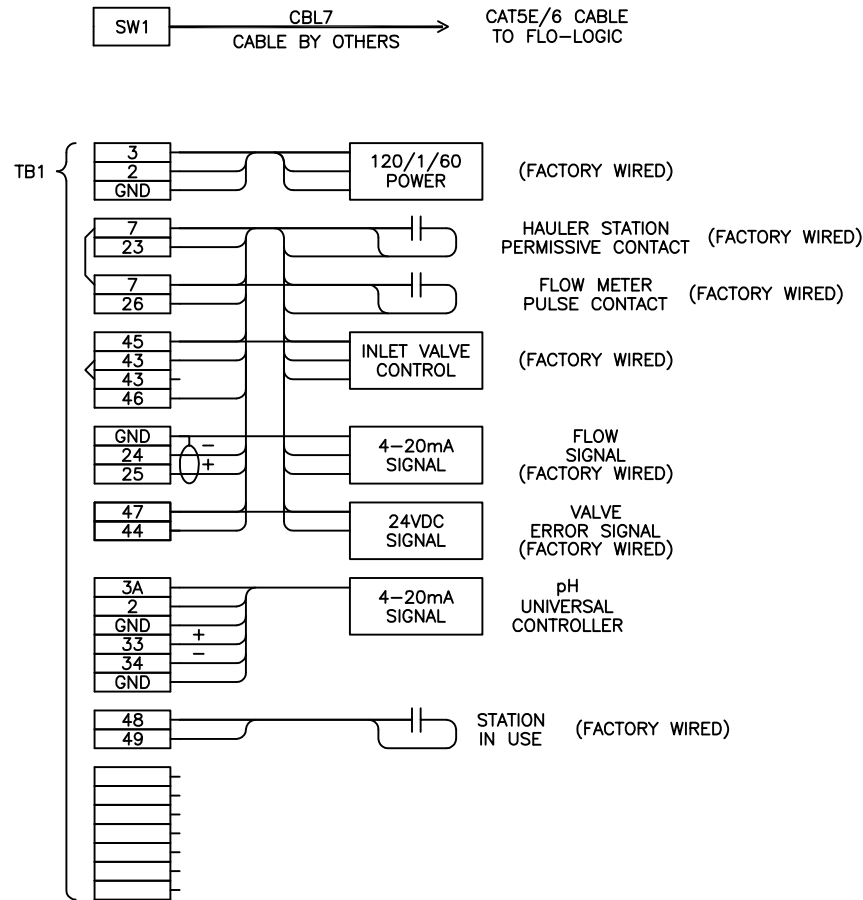 SW1
CBL7
CABLE BY OTHERS
CAT5E/6 CABLE
TO FLO-LOGIC
TB1
3
2
GND
120/1/60
POWER
(FACTORY WIRED)
7
23
HAULER STATION
PERMISSIVE CONTACT
(FACTORY WIRED)
7
26
FLOW METER
PULSE CONTACT
(FACTORY WIRED)
45
43
43
46
INLET VALVE
CONTROL
(FACTORY WIRED)
GND
24
25
–
+
4-20mA
SIGNAL
FLOW
SIGNAL
(FACTORY WIRED)
47
44
24VDC
SIGNAL
VALVE
ERROR SIGNAL
(FACTORY WIRED)
3A
2
GND
33
34
GND
+
–
4-20mA
SIGNAL
pH
UNIVERSAL
CONTROLLER
48
49
STATION
IN USE
(FACTORY WIRED)